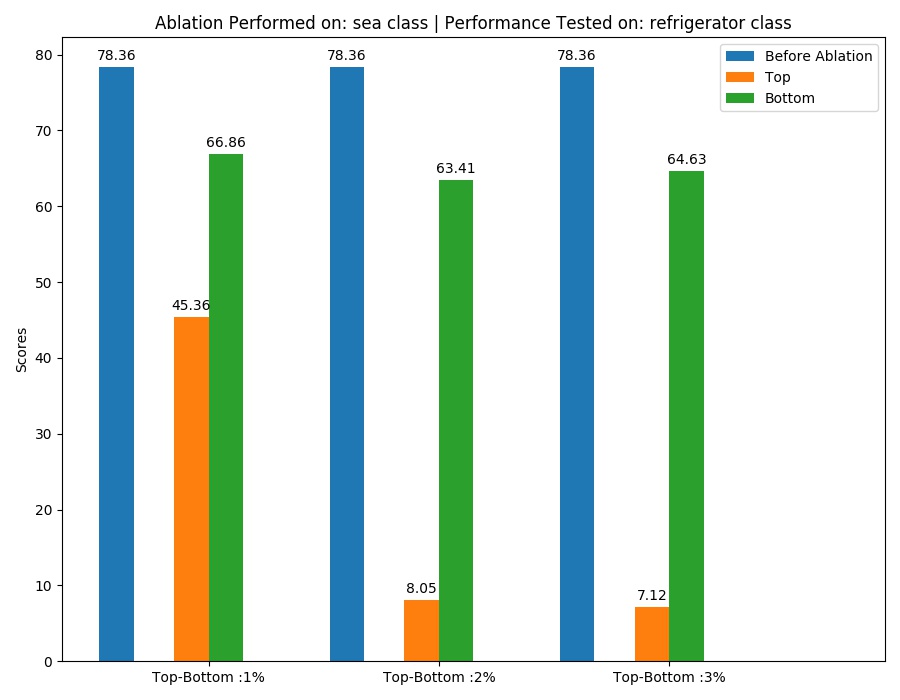 Ablation Performed on: sea class | Performance Tested on: refrigerator class
Before Ablation
Top
Bottom
Scores
80
70
60
50
40
30
20
10
0
78.36
45.36
66.86
78.36
8.05
63.41
78.36
7.12
64.63
Top-Bottom :1%
Top-Bottom :2%
Top-Bottom :3%